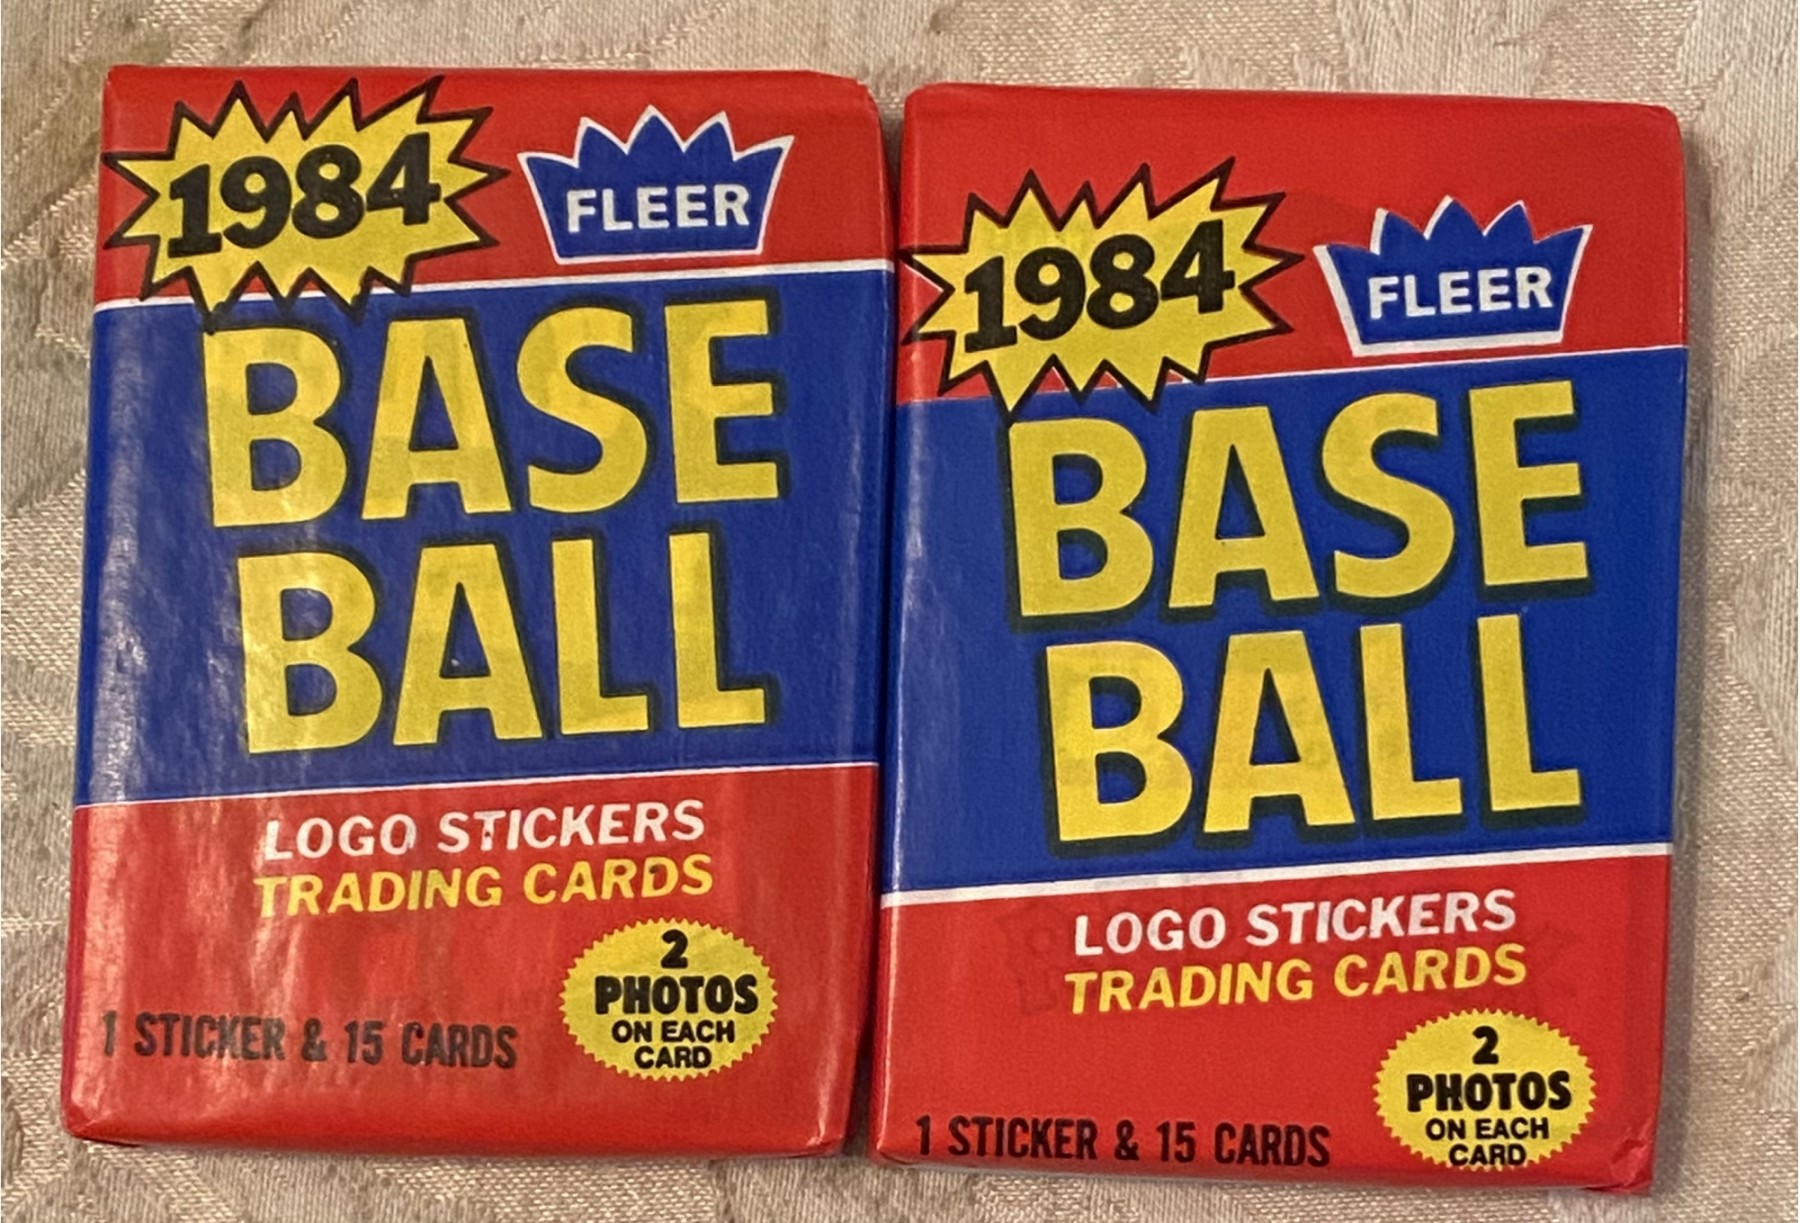 1984
FLEER
BASE
BALL
LOGO STICKERS
TRADING CARDS
2
PHOTOS
ON EACH
CARD
1 STICKER & 15 CARDS
1984
FLEER
BASE
BALL
LOGO STICKERS
TRADING CARDS
2
PHOTOS
ON EACH
CARD
1 STICKER & 15 CARDS